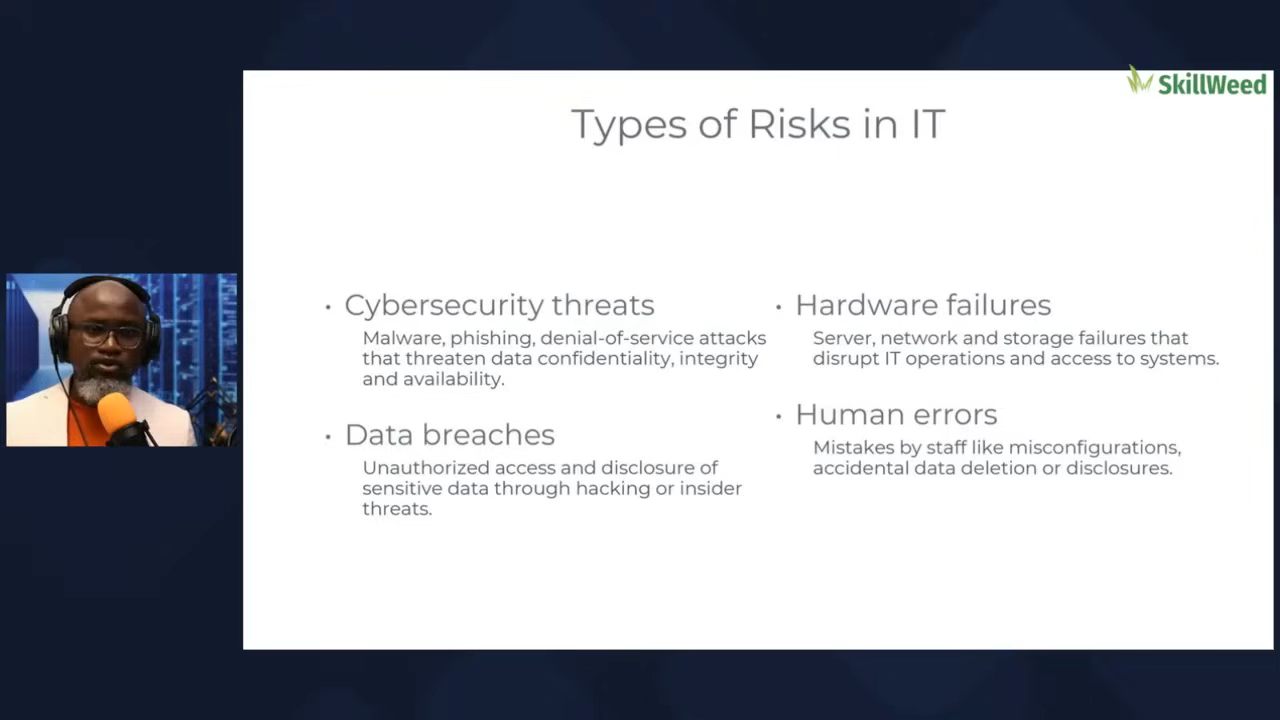 SkillWeed
Types of Risks in IT
• Cybersecurity threats
Malware, phishing, denial-of-service attacks
that threaten data confidentiality, integrity
and availability.
• Data breaches
Unauthorized access and disclosure of
sensitive data through hacking or insider
threats.
• Hardware failures
Server, network and storage failures that
disrupt IT operations and access to systems.
• Human errors
Mistakes by staff like misconfigurations,
accidental data deletion or disclosures.